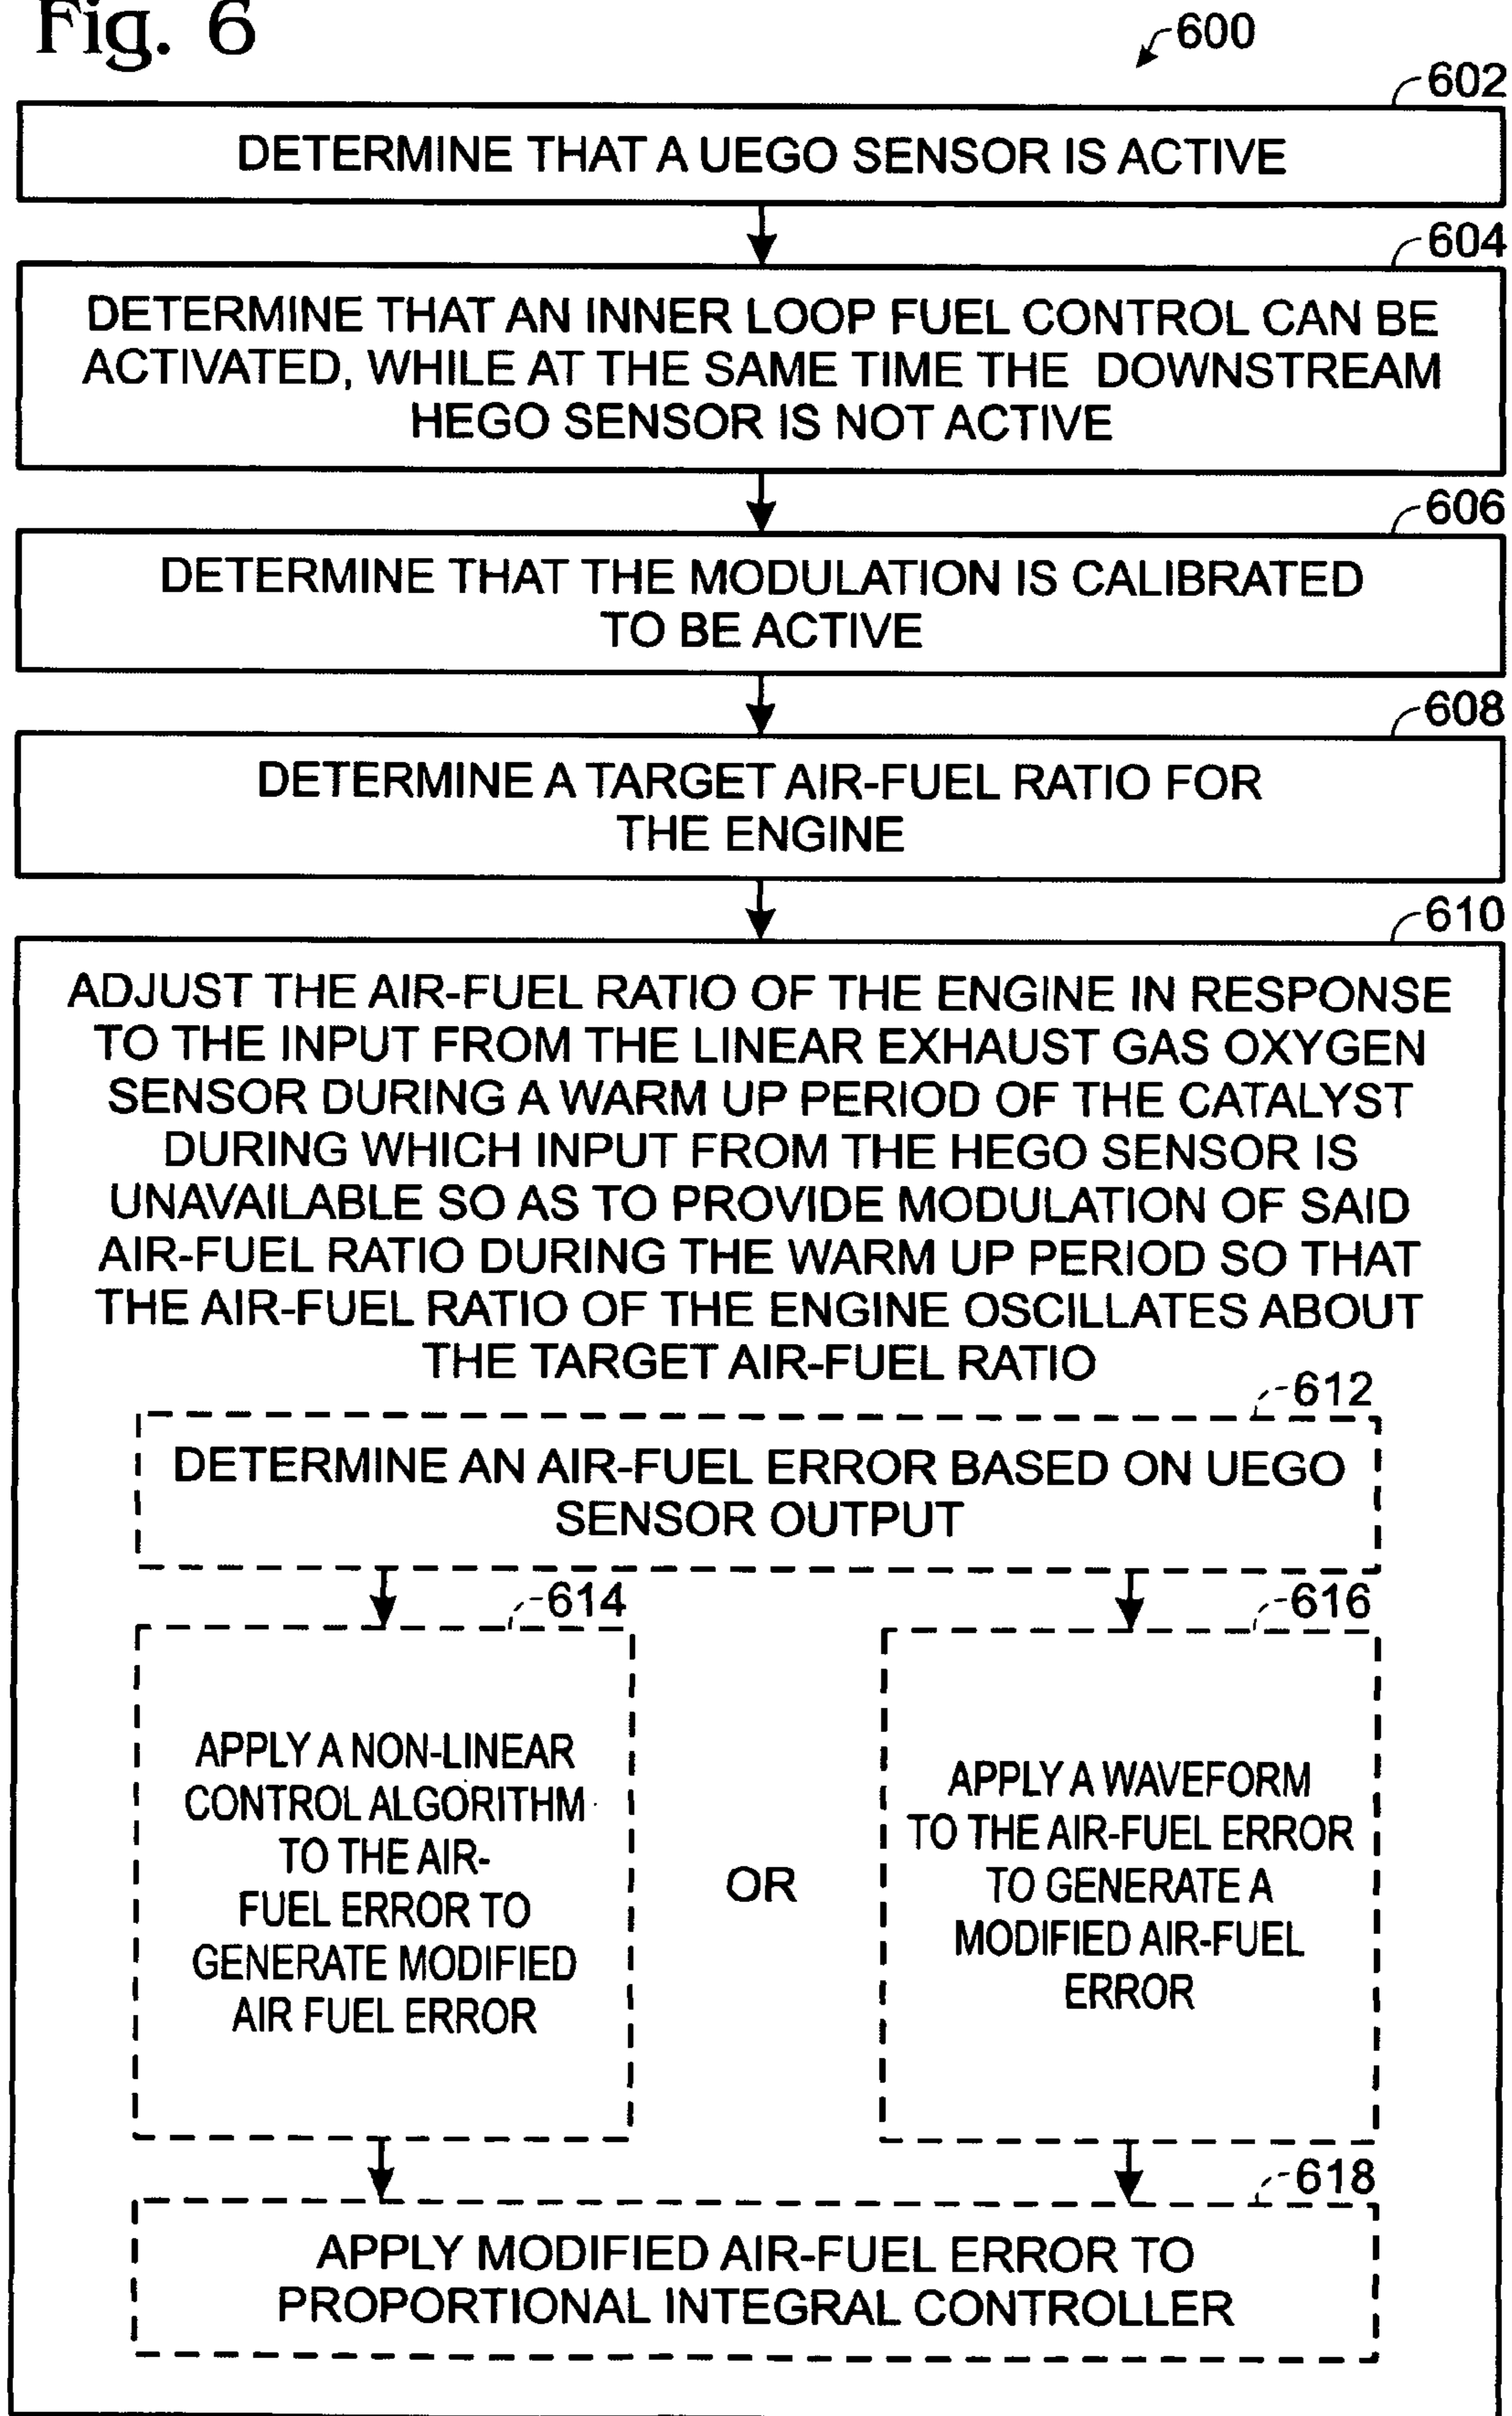 Fig. 6
600
602
DETERMINE THAT A UEGO SENSOR IS ACTIVE
604
DETERMINE THAT AN INNER LOOP FUEL CONTROL CAN BE
ACTIVATED, WHILE AT THE SAME TIME THE DOWNSTREAM
HEGO SENSOR IS NOT ACTIVE
606
DETERMINE THAT THE MODULATION IS CALIBRATED
TO BE ACTIVE
608
DETERMINE A TARGET AIR-FUEL RATIO FOR
THE ENGINE
610
ADJUST THE AIR-FUEL RATIO OF THE ENGINE IN RESPONSE
TO THE INPUT FROM THE LINEAR EXHAUST GAS OXYGEN
SENSOR DURING A WARM UP PERIOD OF THE CATALYST
DURING WHICH INPUT FROM THE HEGO SENSOR IS
UNAVAILABLE SO AS TO PROVIDE MODULATION OF SAID
AIR-FUEL RATIO DURING THE WARM UP PERIOD SO THAT
THE AIR-FUEL RATIO OF THE ENGINE OSCILLATES ABOUT
THE TARGET AIR-FUEL RATIO
612
DETERMINE AN AIR-FUEL ERROR BASED ON UEGO
SENSOR OUTPUT
614
APPLY A NON-LINEAR
CONTROL ALGORITHM
TO THE AIR-
FUEL ERROR TO
GENERATE MODIFIED
AIR FUEL ERROR
OR
616
APPLY A WAVEFORM
TO THE AIR-FUEL ERROR
TO GENERATE A
MODIFIED AIR-FUEL
ERROR
618
APPLY MODIFIED AIR-FUEL ERROR TO
PROPORTIONAL INTEGRAL CONTROLLER